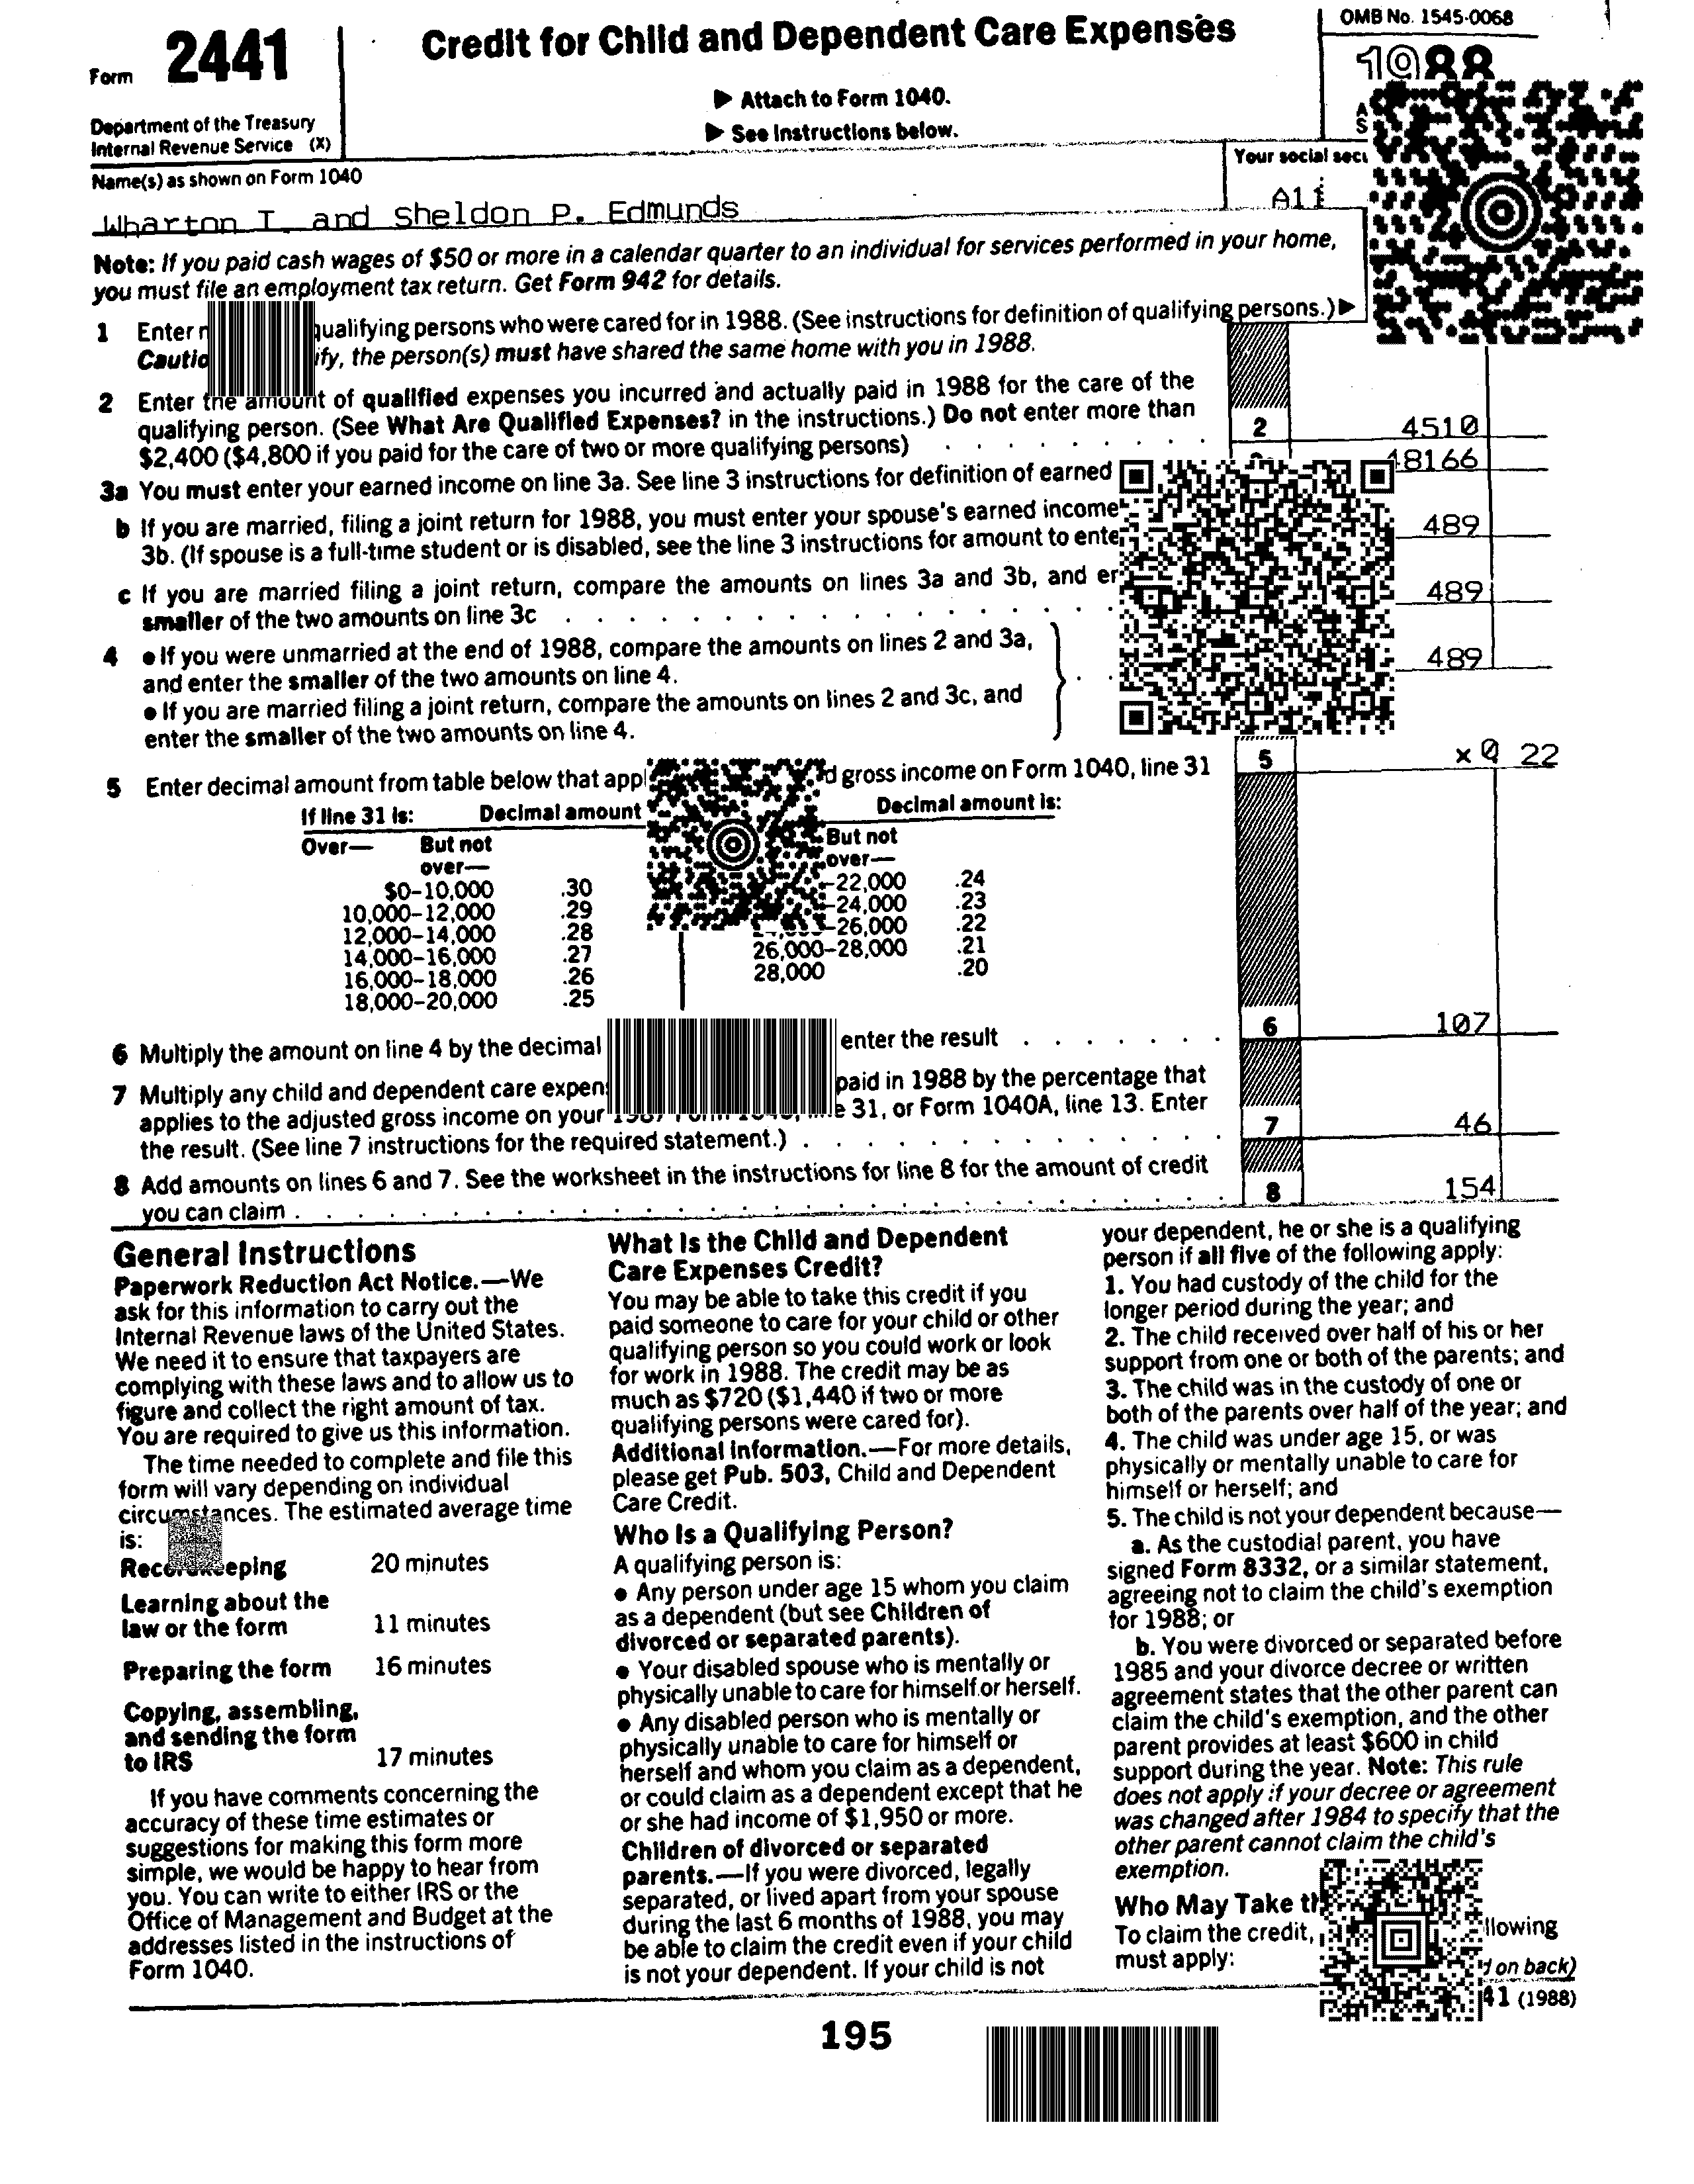 Form 2441
Credit for Child and Dependent Care Expenses
OMB No. 1545-0068
1988
▶ Attach to Form 1040.
▶ See instructions below.
Department of the Treasury
Internal Revenue Service (X)
Name(s) as shown on Form 1040
Your social
Wharton T. and Sheldon P. Edmunds
Note: If you paid cash wages of $50 or more in a calendar quarter to an individual for services performed in your home,
you must file an employment tax return. Get Form 942 for details.
1 Enter qualifying persons who were cared for in 1988. (See instructions for definition of qualifying persons.) ▶
the person(s) must have shared the same home with you in 1988.
2 Enter the amount of qualified expenses you incurred and actually paid in 1988 for the care of the
qualifying person. (See What Are Qualified Expenses? in the instructions.) Do not enter more than
$2,400 ($4,800 if you paid for the care of two or more qualifying persons) 2 4510
3a You must enter your earned income on line 3a. See line 3 instructions for definition of earned 48166
b If you are married, filing a joint return for 1988, you must enter your spouse's earned income
3b. (If spouse is a full-time student or is disabled, see the line 3 instructions for amount to 489
c If you are married filing a joint return, compare the amounts on lines 3a and 3b, and
smaller of the two amounts on line 3c 489
4 • If you were unmarried at the end of 1988, compare the amounts on lines 2 and 3a,
and enter the smaller of the two amounts on line 4. 489
• If you are married filing a joint return, compare the amounts on lines 2 and 3c, and
enter the smaller of the two amounts on line 4.
5 Enter decimal amount from table below that gross income on Form 1040, line 31 5 × 0 22
If line 31 is: Decimal amount Decimal amount is:
Over— But not over— But not over—
$0–10,000 .30 –22,000 .24
10,000–12,000 .29 –24,000 .23
12,000–14,000 .28 –26,000 .22
14,000–16,000 .27 26,000–28,000 .21
16,000–18,000 .26 28,000 .20
18,000–20,000 .25
6 Multiply the amount on line 4 by the decimal enter the result 6 107
7 Multiply any child and dependent care paid in 1988 by the percentage that
applies to the adjusted gross income on your 31, or Form 1040A, line 13. Enter
the result. (See line 7 instructions for the required statement.) 7 46
8 Add amounts on lines 6 and 7. See the worksheet in the instructions for line 8 for the amount of credit
you can claim 8 154
General Instructions
Paperwork Reduction Act Notice.—We
ask for this information to carry out the
Internal Revenue laws of the United States.
We need it to ensure that taxpayers are
complying with these laws and to allow us to
figure and collect the right amount of tax.
You are required to give us this information.
The time needed to complete and file this
form will vary depending on individual
circumstances. The estimated average time
is:
Recordkeeping 20 minutes
Learning about the
law or the form 11 minutes
Preparing the form 16 minutes
Copying, assembling,
and sending the form
to IRS 17 minutes
If you have comments concerning the
accuracy of these time estimates or
suggestions for making this form more
simple, we would be happy to hear from
you. You can write to either IRS or the
Office of Management and Budget at the
addresses listed in the instructions of
Form 1040.
What Is the Child and Dependent
Care Expenses Credit?
You may be able to take this credit if you
paid someone to care for your child or other
qualifying person so you could work or look
for work in 1988. The credit may be as
much as $720 ($1,440 if two or more
qualifying persons were cared for).
Additional Information.—For more details,
please get Pub. 503, Child and Dependent
Care Credit.
Who Is a Qualifying Person?
A qualifying person is:
• Any person under age 15 whom you claim
as a dependent (but see Children of
divorced or separated parents).
• Your disabled spouse who is mentally or
physically unable to care for himself or herself.
• Any disabled person who is mentally or
physically unable to care for himself or
herself and whom you claim as a dependent,
or could claim as a dependent except that he
or she had income of $1,950 or more.
Children of divorced or separated
parents.—If you were divorced, legally
separated, or lived apart from your spouse
during the last 6 months of 1988, you may
be able to claim the credit even if your child
is not your dependent. If your child is not
your dependent, he or she is a qualifying
person if all five of the following apply:
1. You had custody of the child for the
longer period during the year; and
2. The child received over half of his or her
support from one or both of the parents; and
3. The child was in the custody of one or
both of the parents over half of the year; and
4. The child was under age 15, or was
physically or mentally unable to care for
himself or herself; and
5. The child is not your dependent because—
a. As the custodial parent, you have
signed Form 8332, or a similar statement,
agreeing not to claim the child's exemption
for 1988; or
b. You were divorced or separated before
1985 and your divorce decree or written
agreement states that the other parent can
claim the child's exemption, and the other
parent provides at least $600 in child
support during the year. Note: This rule
does not apply if your decree or agreement
was changed after 1984 to specify that the
other parent cannot claim the child's
exemption.
Who May Take
To claim the credit,
must apply:
on back)
(1988)
195